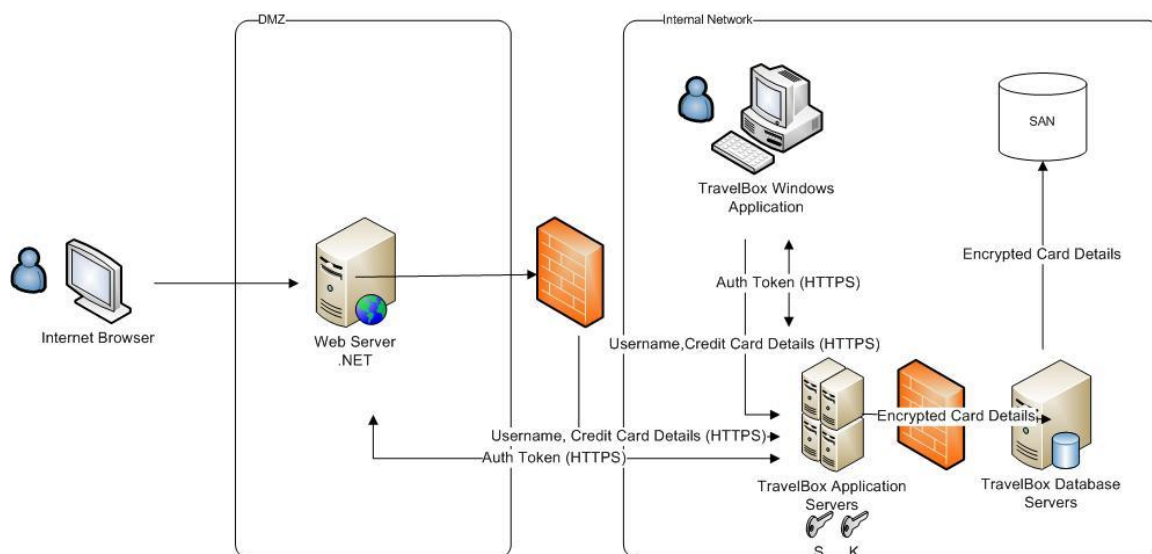 DMZ
Internal Network
SAN
TravelBox Windows
Application
Encrypted Card Details
Auth Token (HTTPS)
Internet Browser
Web Server
.NET
Username,Credit Card Details (HTTPS)
Encrypted Card Details
Username, Credit Card Details (HTTPS)
Auth Token (HTTPS)
TravelBox Application
Servers
TravelBox Database
Servers
S K